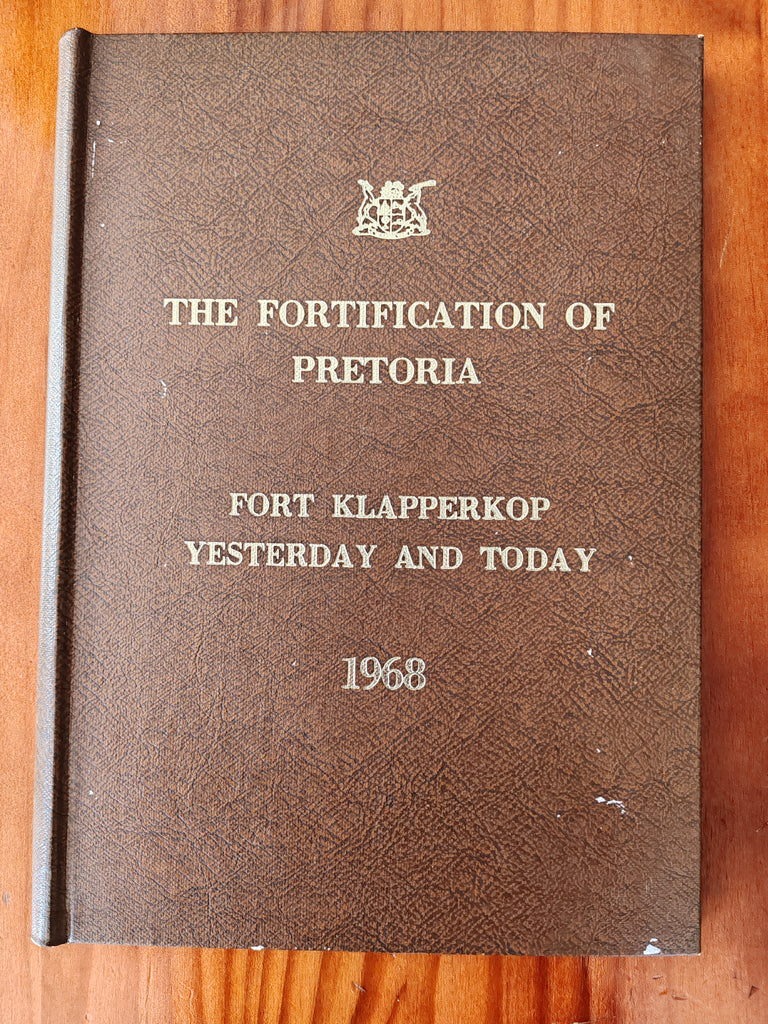 THE FORTIFICATION OF
PRETORIA
FORT KLAPPERKOP
YESTERDAY AND TODAY
1968